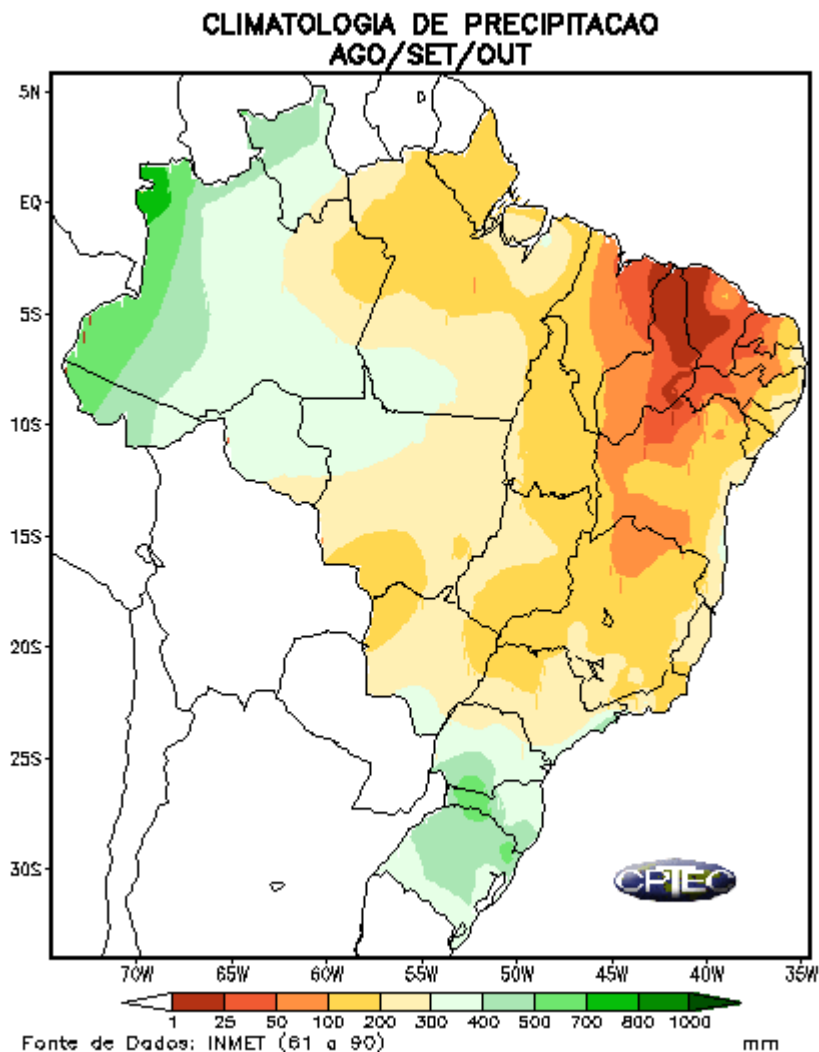 CLIMATOLOGIA DE PRECIPITACAO
AGO/SET/OUT
5N
EQ
5S
10S
15S
20S
25S
30S
CPTEC
70W 65W 60W 55W 50W 45W 40W 35W
1 25 50 100 200 300 400 500 700 800 1000
Fonte de Dados: INMET (61 a 90) mm